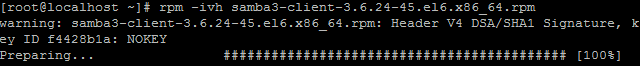 [root@localhost ~]# rpm -ivh samba3-client-3.6.24-45.el6.x86_64.rpm
warning: samba3-client-3.6.24-45.el6.x86_64.rpm: Header V4 DSA/SHA1 Signature, k
ey ID f4428b1a: NOKEY
Preparing...                ########################################### [100%]